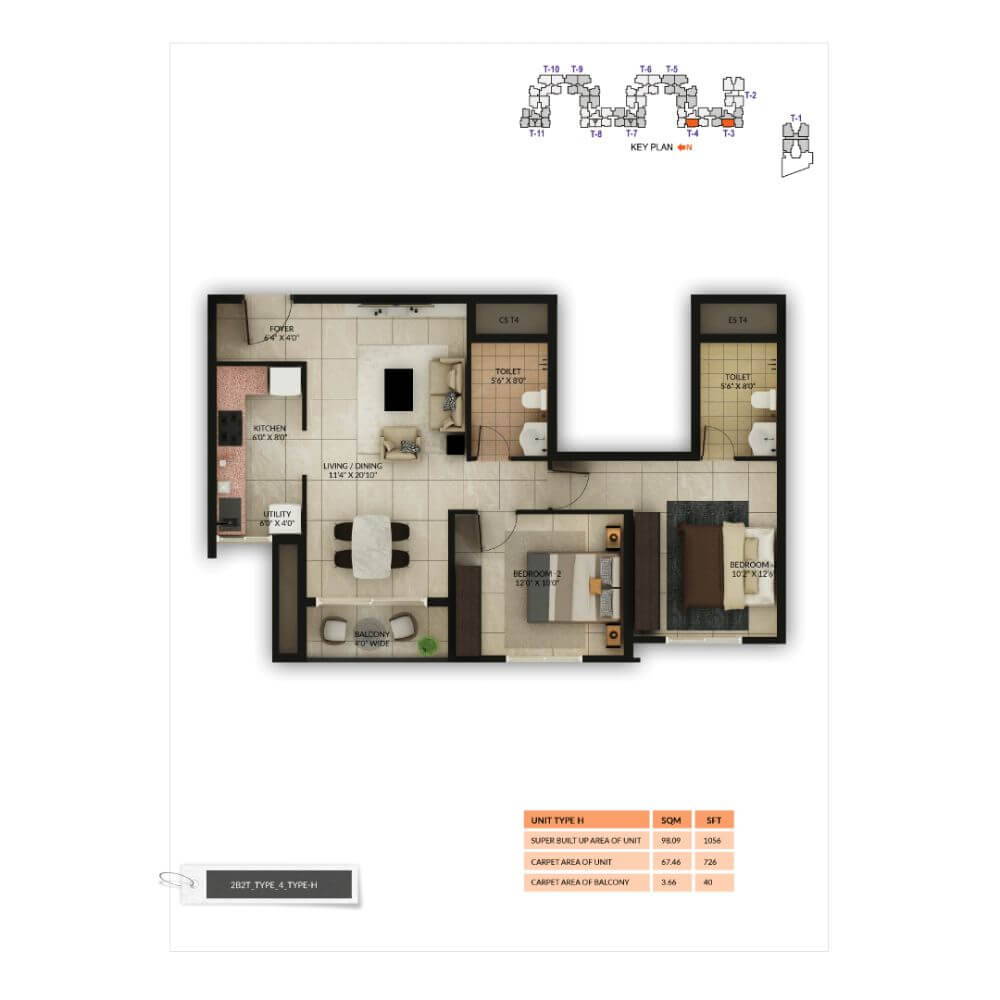 T-10 T-9 T-6 T-5
T-2
T-1
T-11 T-8 T-7 T-4 T-3
KEY PLAN N
CS T4
ES T4
FOYER
6'4" X 4'0"
TOILET
5'6" X 8'0"
TOILET
5'6" X 8'0"
KITCHEN
6'0" X 8'0"
LIVING / DINING
11'4" X 20'10"
UTILITY
6'0" X 4'0"
BEDROOM -2
12'0" X 10'0"
BEDROOM
10'2" X 12'6"
BALCONY
4'0" WIDE
UNIT TYPE H SQM SFT
SUPER BUILT UP AREA OF UNIT 98.09 1056
CARPET AREA OF UNIT 67.46 726
CARPET AREA OF BALCONY 3.66 40
2B2T_TYPE_4_TYPE-H